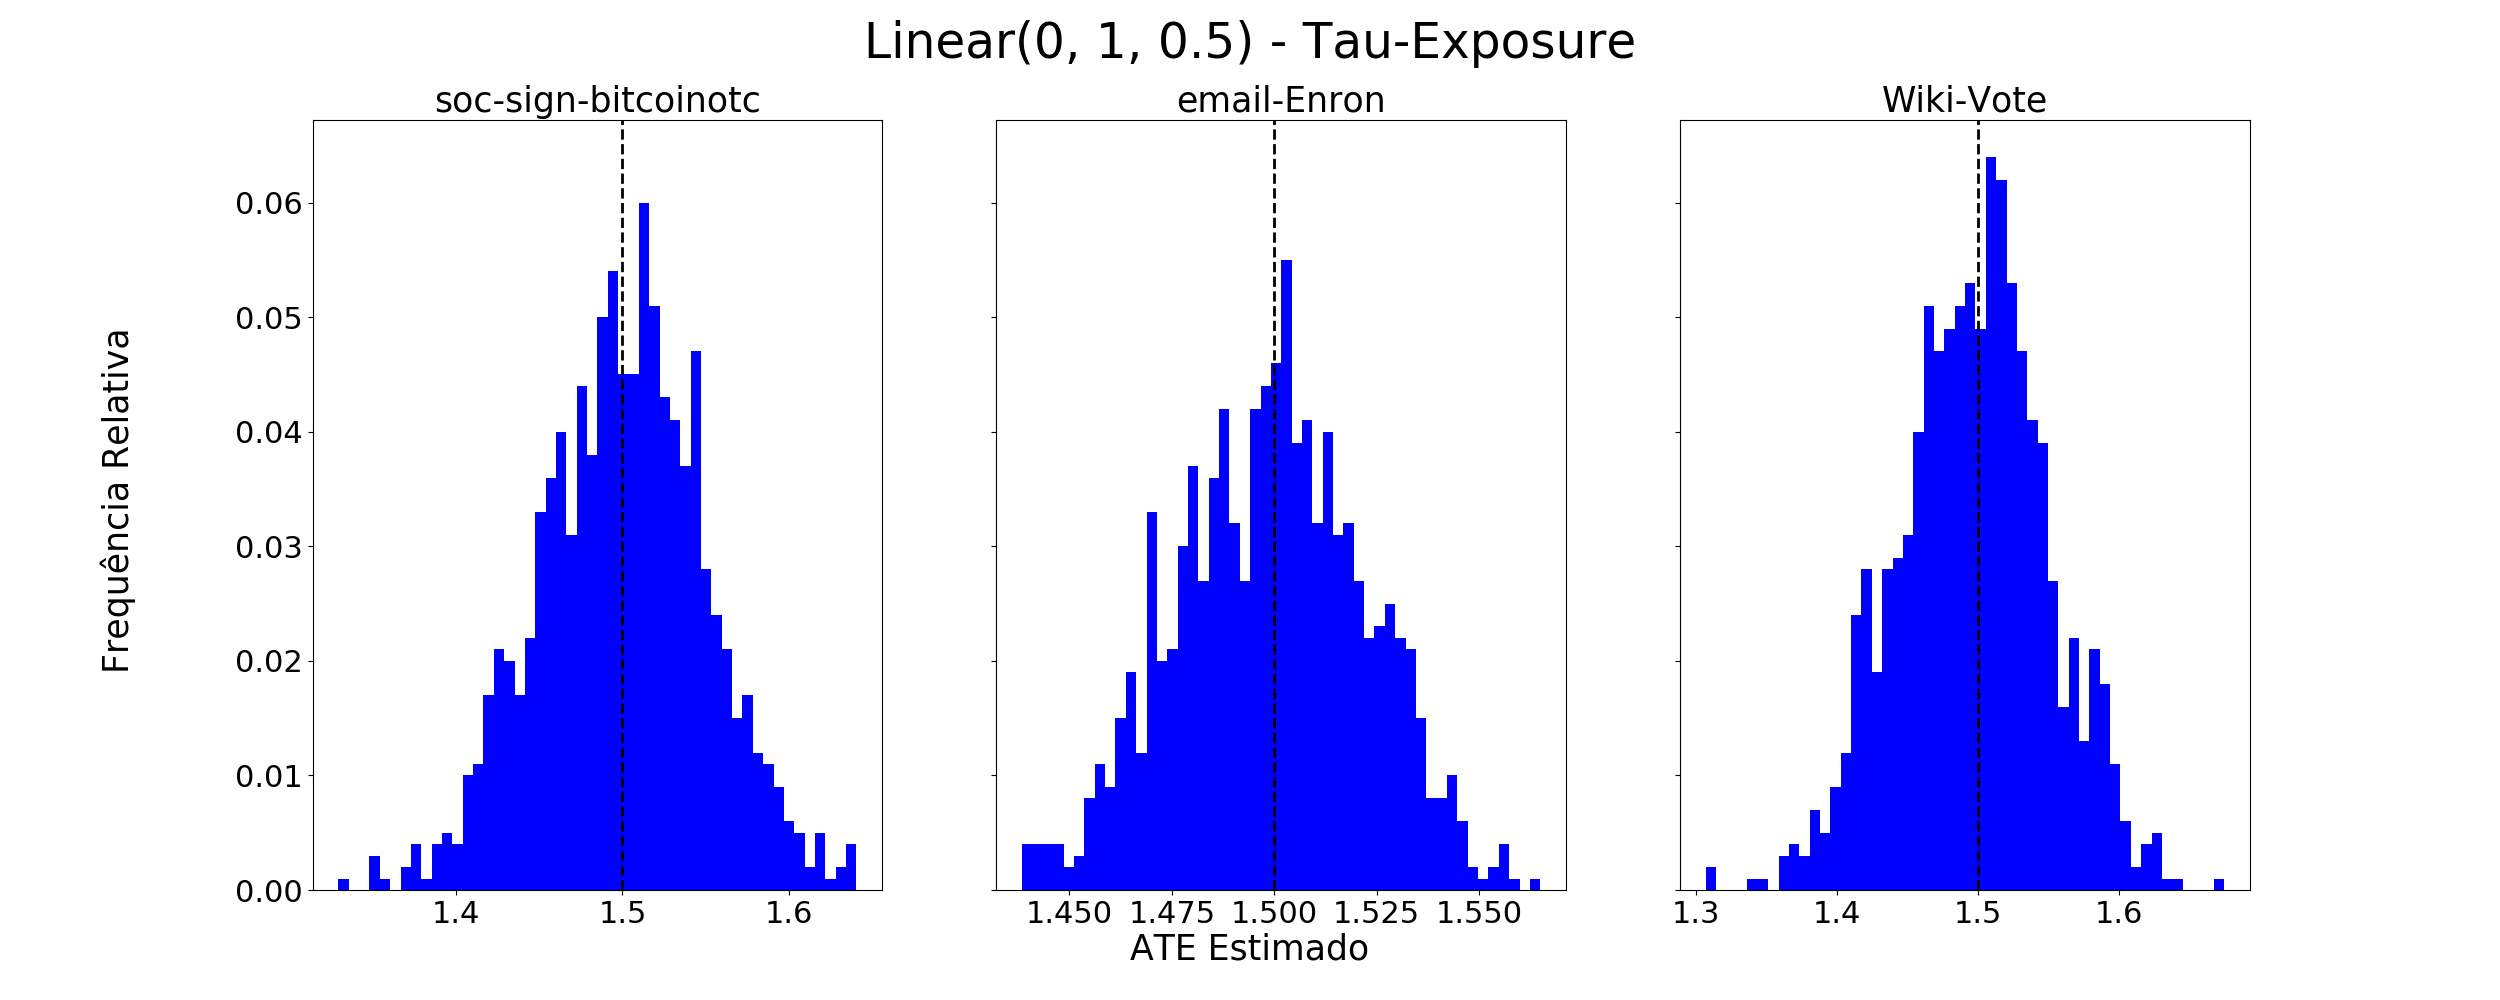 Linear(0, 1, 0.5) - Tau-Exposure
soc-sign-bitcoinotc
email-Enron
Wiki-Vote
Frequência Relativa
0.06
0.05
0.04
0.03
0.02
0.01
0.00
1.4 1.5 1.6
1.450 1.475 1.500 1.525 1.550
1.3 1.4 1.5 1.6
ATE Estimado